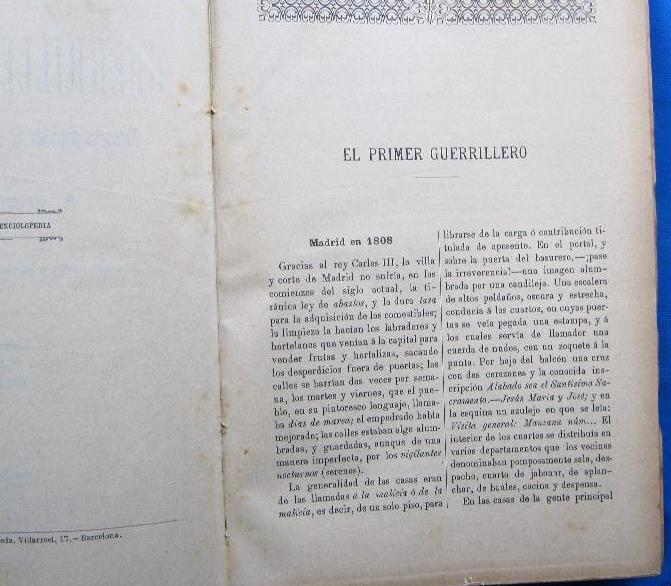 ENCICLOPEDIA
eda, Villarroel, 17.—Barcelona.
EL PRIMER GUERRILLERO
Madrid en 1808
Gracias al rey Carlos III, la villa
y corte de Madrid no sufría, en los
comienzos del siglo actual, la ti-
ránica ley de abastos, y la dura tasa
para la adquisición de los comestibles;
la limpieza la hacían los labradores y
hortelanos que venían á la capital para
vender frutas y hortalizas, sacando
los desperdicios fuera de puertas; las
calles se barrían dos veces por sema-
na, los martes y viernes, que el pue-
blo, en su pintoresco lenguaje, llama-
ba días de marea; el empedrado había
mejorado; las calles estaban algo alum-
bradas, y guardadas, aunque de una
manera imperfecta, por los vigilantes
nocturnos (serenos).
La generalidad de las casas eran
de las llamadas á la malicia ó de la
malicia, es decir, de un solo piso, para
librarse de la carga ó contribución ti-
tulada de aposento. En el portal, y
sobre la puerta del basurero,—¡pase
la irreverencia!—una imagen alum-
brada por una candileja. Una escalera
de altos peldaños, oscura y estrecha,
conducía á los cuartos, en cuyas puer-
tas se veía pegada una estampa, y á
los cuales servía de llamador una
cuerda de nudos, con un zoquete á la
punta. Por bajo del balcón una cruz
con dos corazones y la conocida ins-
cripción Alabado sea el Santísimo Sa-
cramento.—Jesús María y José; y en
la esquina un azulejo en que se leía:
Visita general: Manzana núm... El
interior de los cuartos se distribuía en
varios departamentos que los vecinos
denominaban pomposamente sala, des-
pacho, cuarto de jabonar, de aplan-
char, de baúles, cocina y despensa.
En las casas de la gente principal